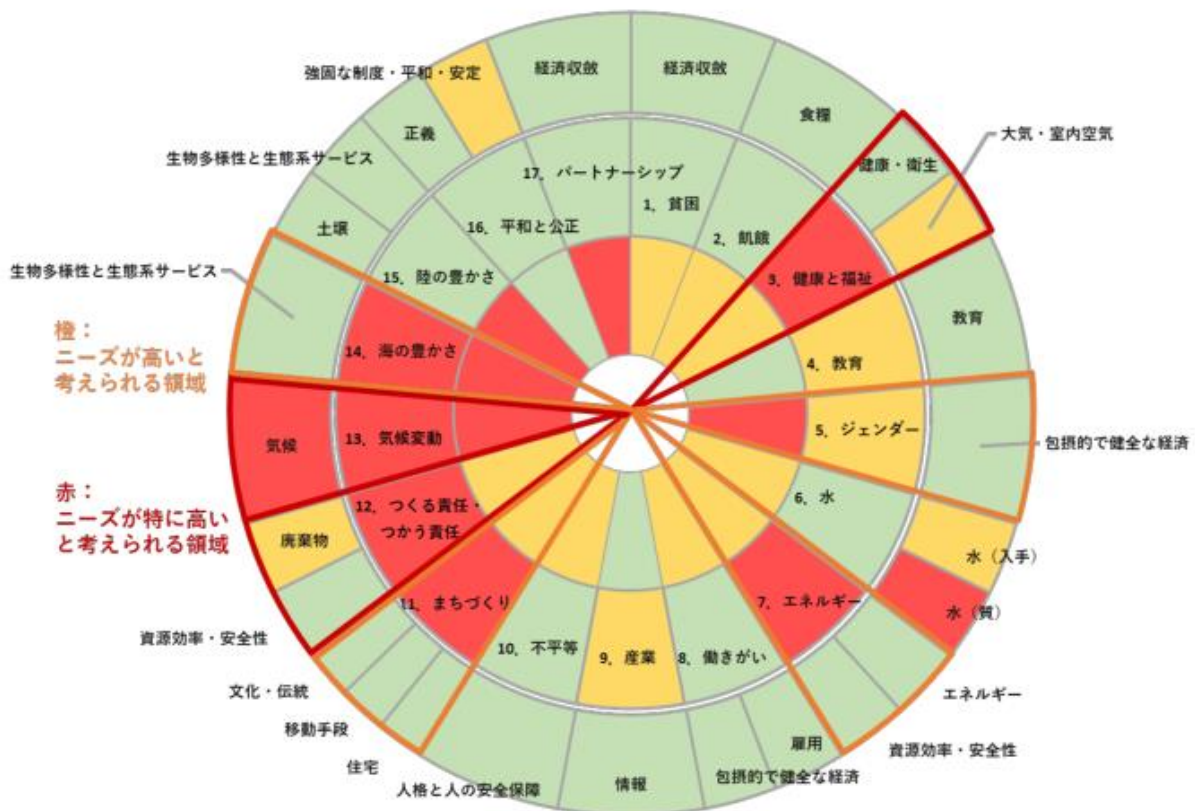 経済収斂
経済収斂
食糧
健康・衛生
大気・室内空気
教育
包摂的で健全な経済
水（入手）
水（質）
エネルギー
資源効率・安全性
雇用
包摂的で健全な経済
情報
人格と人の安全保障
住宅
移動手段
文化・伝統
資源効率・安全性
廃棄物
気候
生物多様性と生態系サービス
土壌
生物多様性と生態系サービス
正義
強固な制度・平和・安定
1，貧困
2，飢餓
3，健康と福祉
4，教育
5，ジェンダー
6，水
7，エネルギー
8，働きがい
9，産業
10，不平等
11，まちづくり
12，つくる責任・
つかう責任
13，気候変動
14，海の豊かさ
15，陸の豊かさ
16，平和と公正
17，パートナーシップ
橙：
ニーズが高いと
考えられる領域
赤：
ニーズが特に高い
と考えられる領域